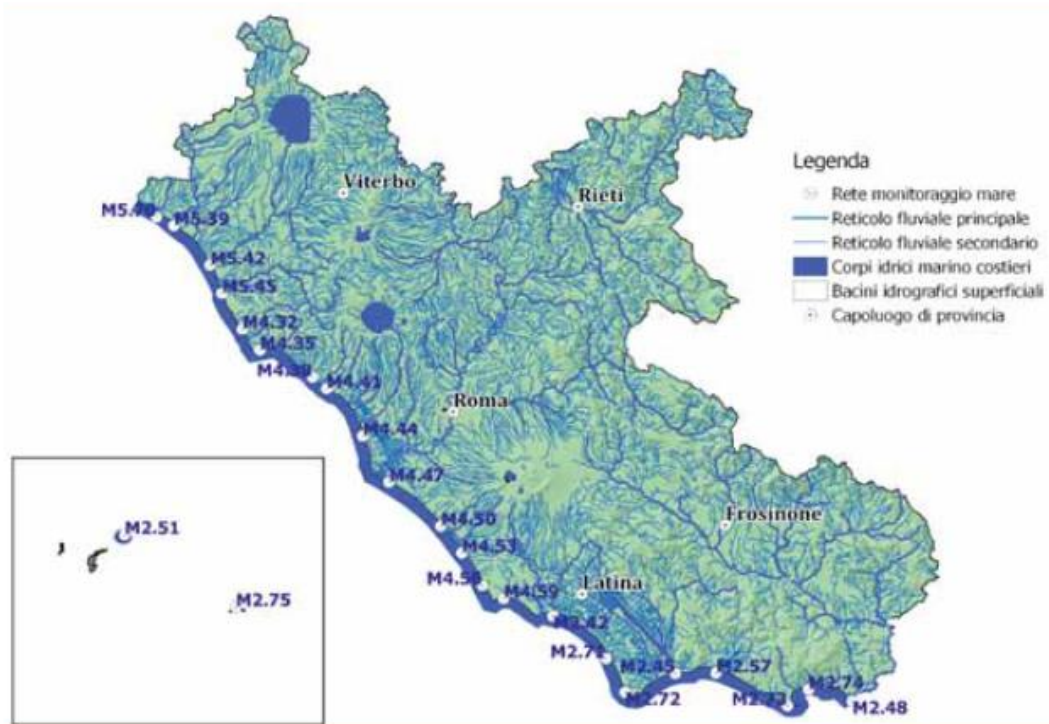 Legenda
Rete monitoraggio mare
Reticolo fluviale principale
Reticolo fluviale secondario
Corpi idrici marino costieri
Bacini idrografici superficiali
Capoluogo di provincia
Viterbo
Rieti
M5.39
M5.42
M5.45
M4.32
M4.35
M4.41
Roma
M4.44
M4.47
M2.51
M4.50
Frosinone
M4.53
Latina
M4.59
M2.75
M2.42
M2.71
M2.45
M2.57
M2.72
M2.74
M2.48